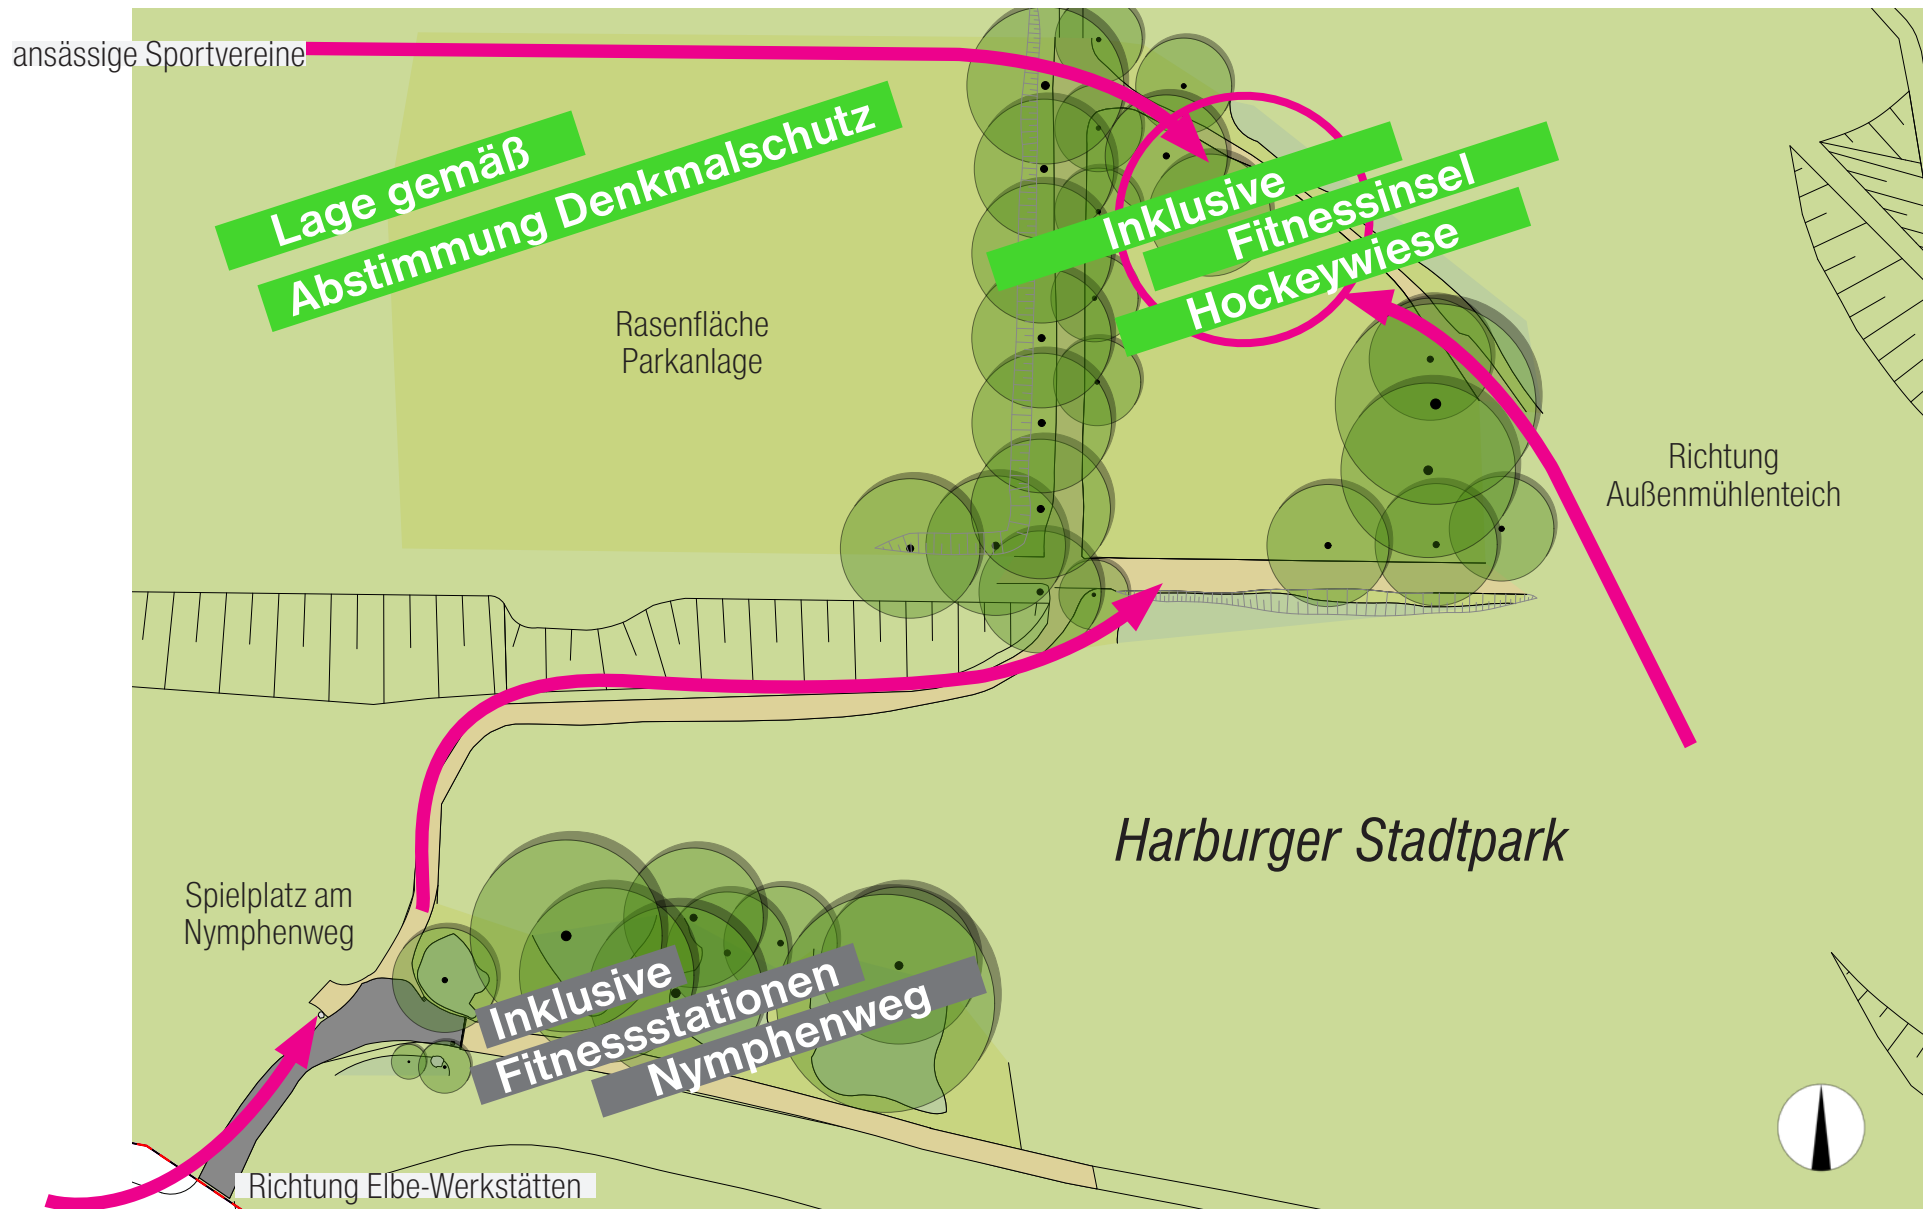 ansässige Sportvereine
Lage gemäß
Abstimmung Denkmalschutz
Inklusive
Fitnessinsel
Hockeywiese
Rasenfläche
Parkanlage
Richtung
Außenmühlenteich
Harburger Stadtpark
Spielplatz am
Nymphenweg
Inklusive
Fitnessstationen
Nymphenweg
Richtung Elbe-Werkstätten